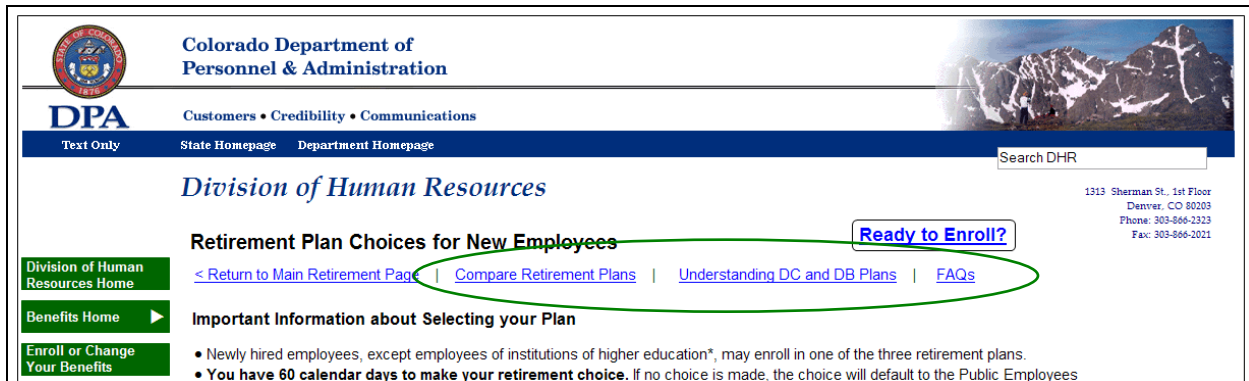 STATE OF COLORADO
1876
DPA
Colorado Department of
Personnel & Administration
Customers • Credibility • Communications
Text Only
State Homepage Department Homepage
Search DHR
Division of Human Resources
1313 Sherman St., 1st Floor
Denver, CO 80203
Phone: 303-866-2323
Fax: 303-866-2021
Retirement Plan Choices for New Employees
Ready to Enroll?
Division of Human
Resources Home
Benefits Home
Enroll or Change
Your Benefits
< Return to Main Retirement Page | Compare Retirement Plans | Understanding DC and DB Plans | FAQs
Important Information about Selecting your Plan
• Newly hired employees, except employees of institutions of higher education*, may enroll in one of the three retirement plans.
• You have 60 calendar days to make your retirement choice. If no choice is made, the choice will default to the Public Employees